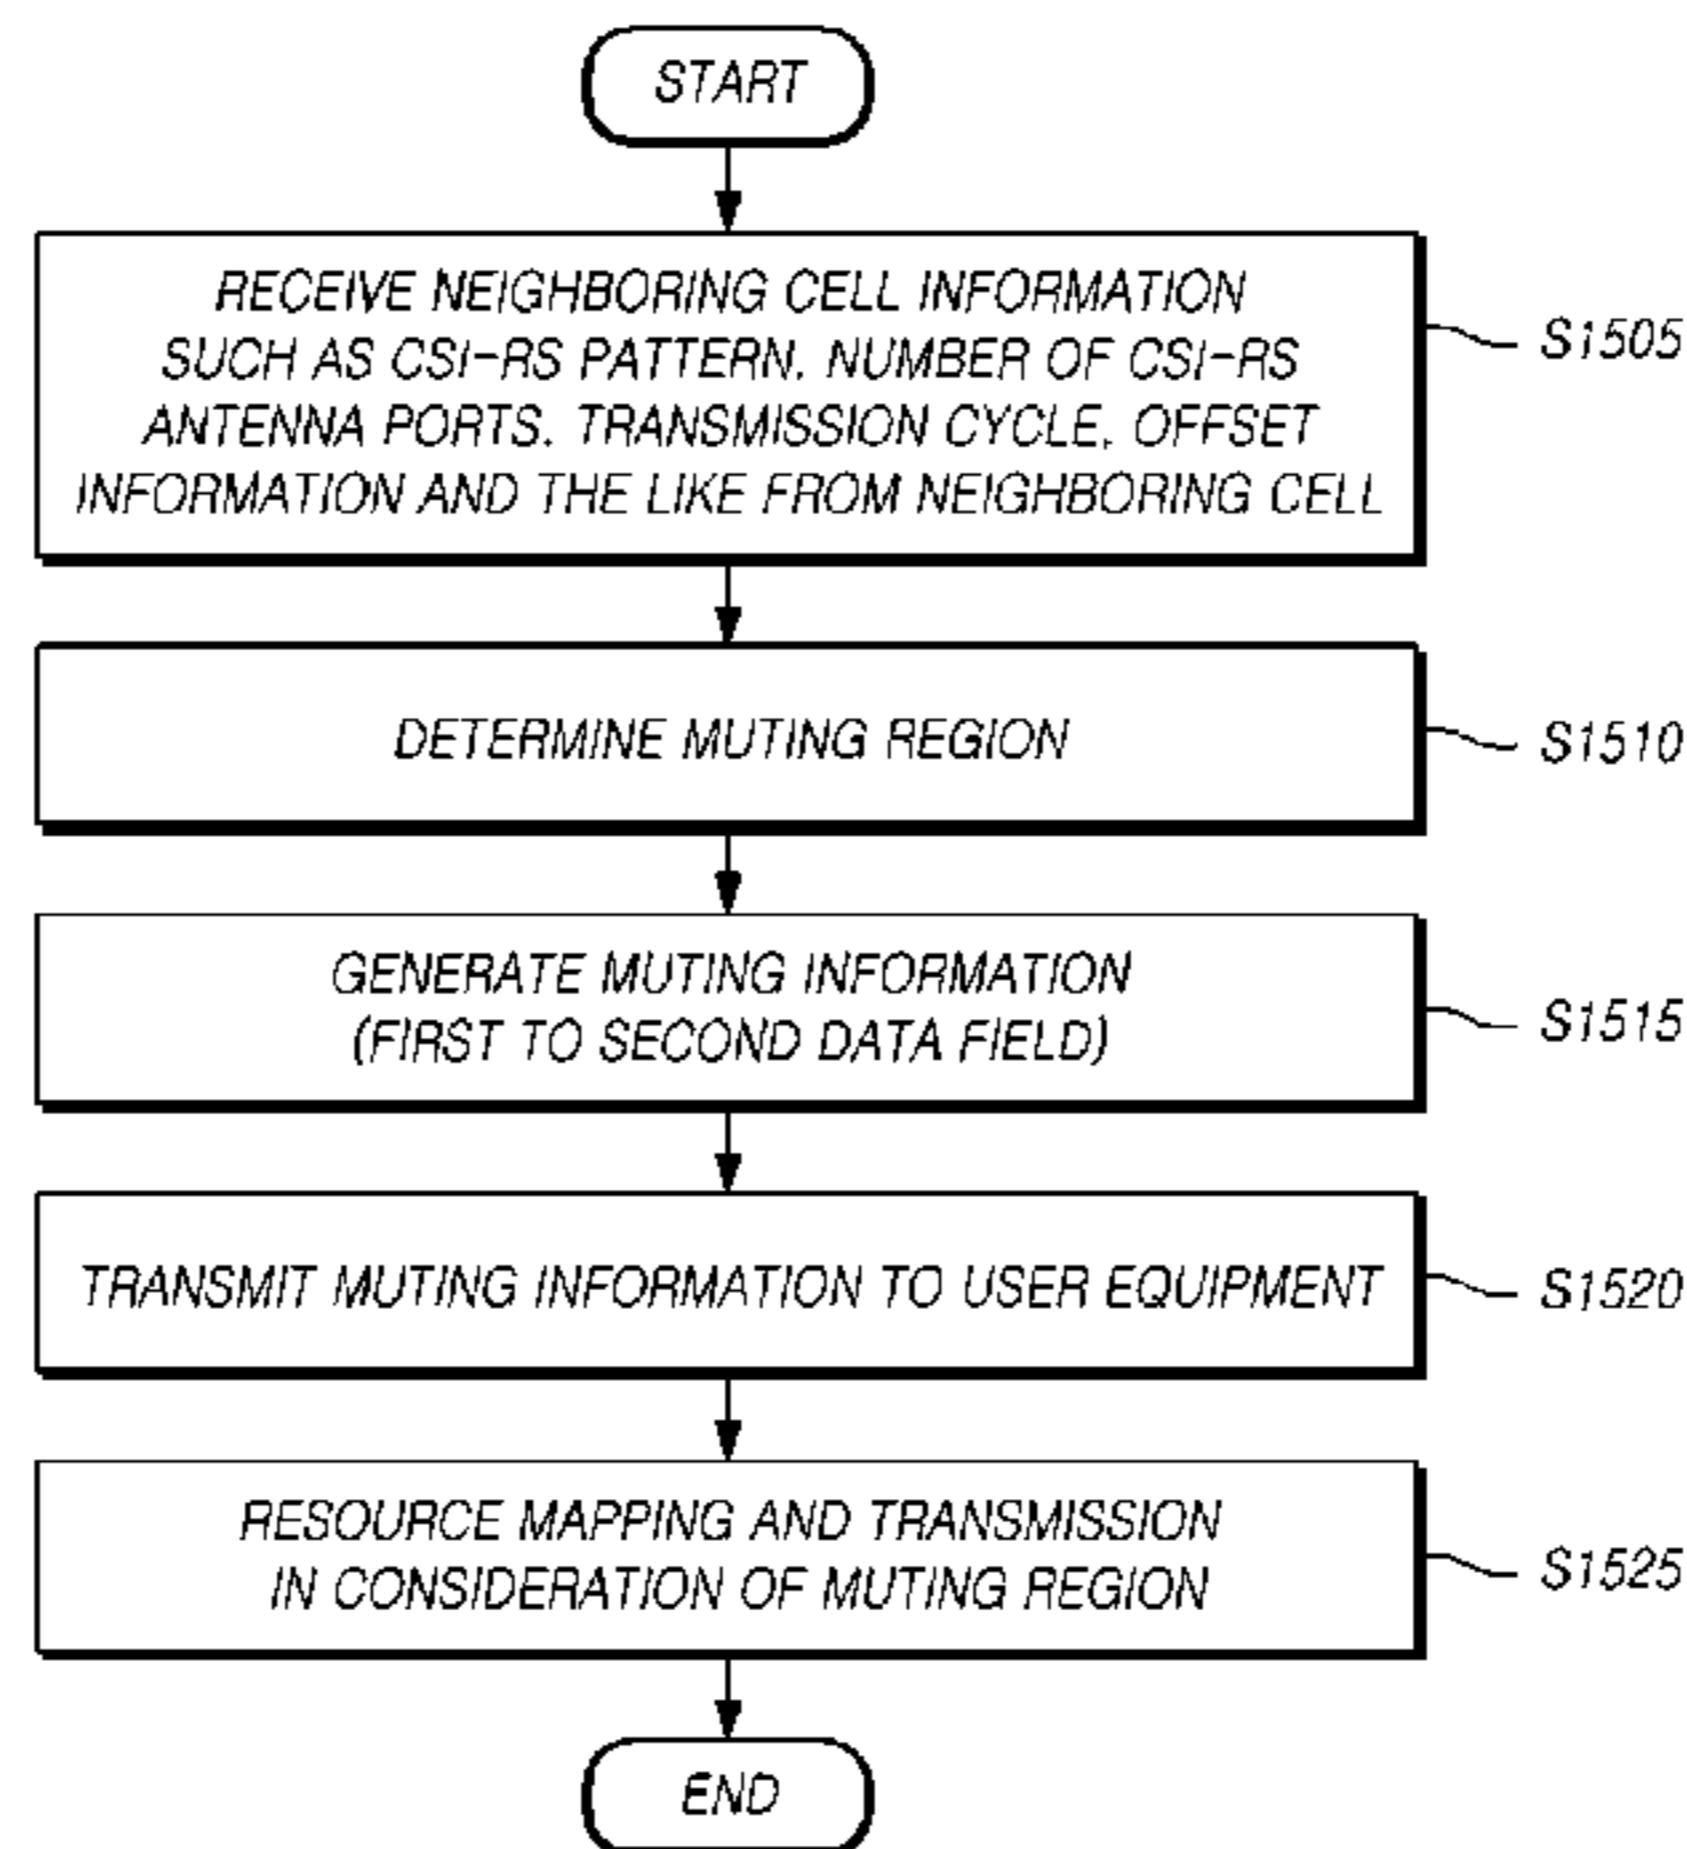 START
RECEIVE NEIGHBORING CELL INFORMATION
SUCH AS CSI-RS PATTERN, NUMBER OF CSI-RS
ANTENNA PORTS, TRANSMISSION CYCLE, OFFSET
INFORMATION AND THE LIKE FROM NEIGHBORING CELL
S1505
DETERMINE MUTING REGION
S1510
GENERATE MUTING INFORMATION
(FIRST TO SECOND DATA FIELD)
S1515
TRANSMIT MUTING INFORMATION TO USER EQUIPMENT
S1520
RESOURCE MAPPING AND TRANSMISSION
IN CONSIDERATION OF MUTING REGION
S1525
END